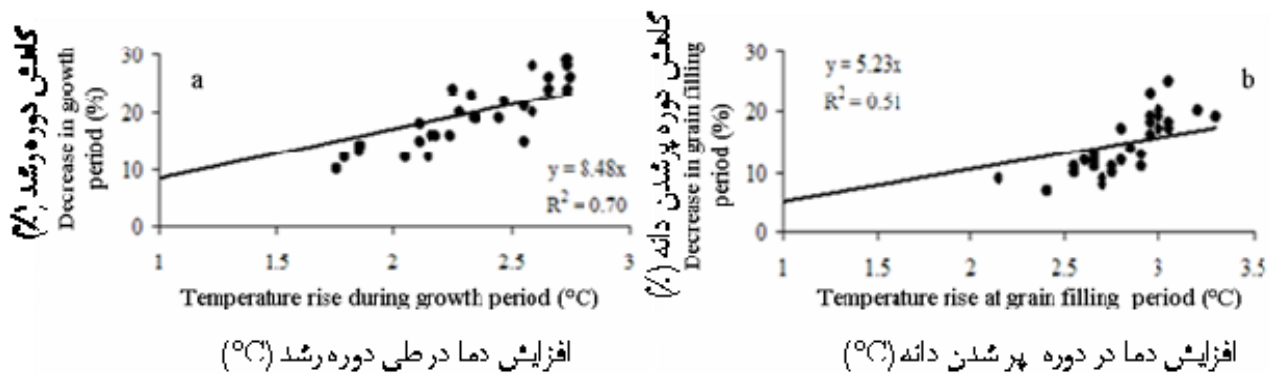 کاهش دوره رشد (٪)
Decrease in growth
period (%)
30
20
10
0
a
y = 8.48x
R² = 0.70
1
1.5
2
2.5
3
Temperature rise during growth period (°C)
افزایش دما در طی دوره رشد (°C)
کاهش دوره پر شدن دانه (٪)
Decrease in grain filling
period (%)
30
20
10
0
y = 5.23x
R² = 0.51
b
1
1.5
2
2.5
3
3.5
Temperature rise at grain filling period (°C)
افزایش دما در دوره پر شدن دانه (°C)